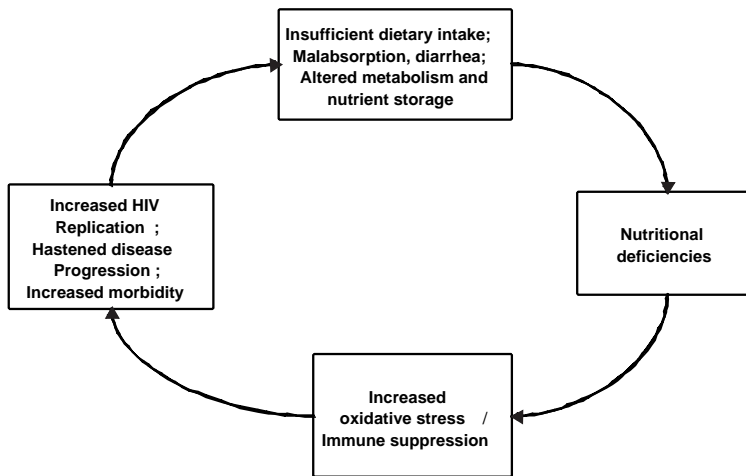 Insufficient dietary intake;
Malabsorption, diarrhea;
Altered metabolism and
nutrient storage
Nutritional
deficiencies
Increased
oxidative stress /
Immune suppression
Increased HIV
Replication ;
Hastened disease
Progression ;
Increased morbidity